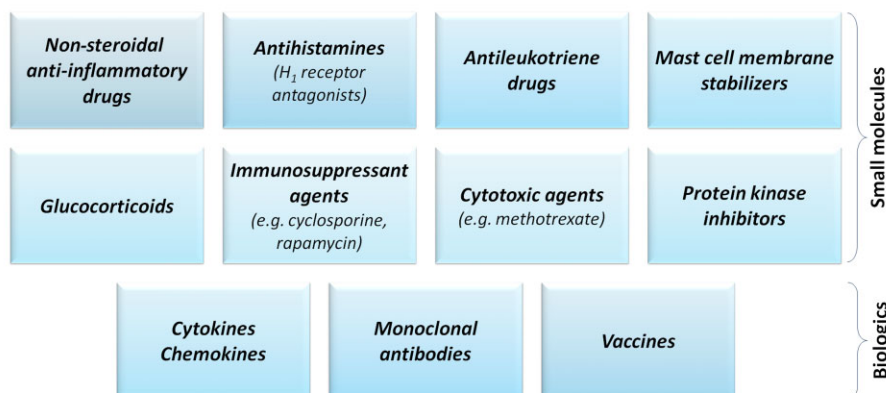 Non-steroidal
anti-inflammatory
drugs
Antihistamines
(H₁ receptor
antagonists)
Antileukotriene
drugs
Mast cell membrane
stabilizers
Small molecules
Glucocorticoids
Immunosuppressant
agents
(e.g. cyclosporine,
rapamycin)
Cytotoxic agents
(e.g. methotrexate)
Protein kinase
inhibitors
Cytokines
Chemokines
Monoclonal
antibodies
Vaccines
Biologics